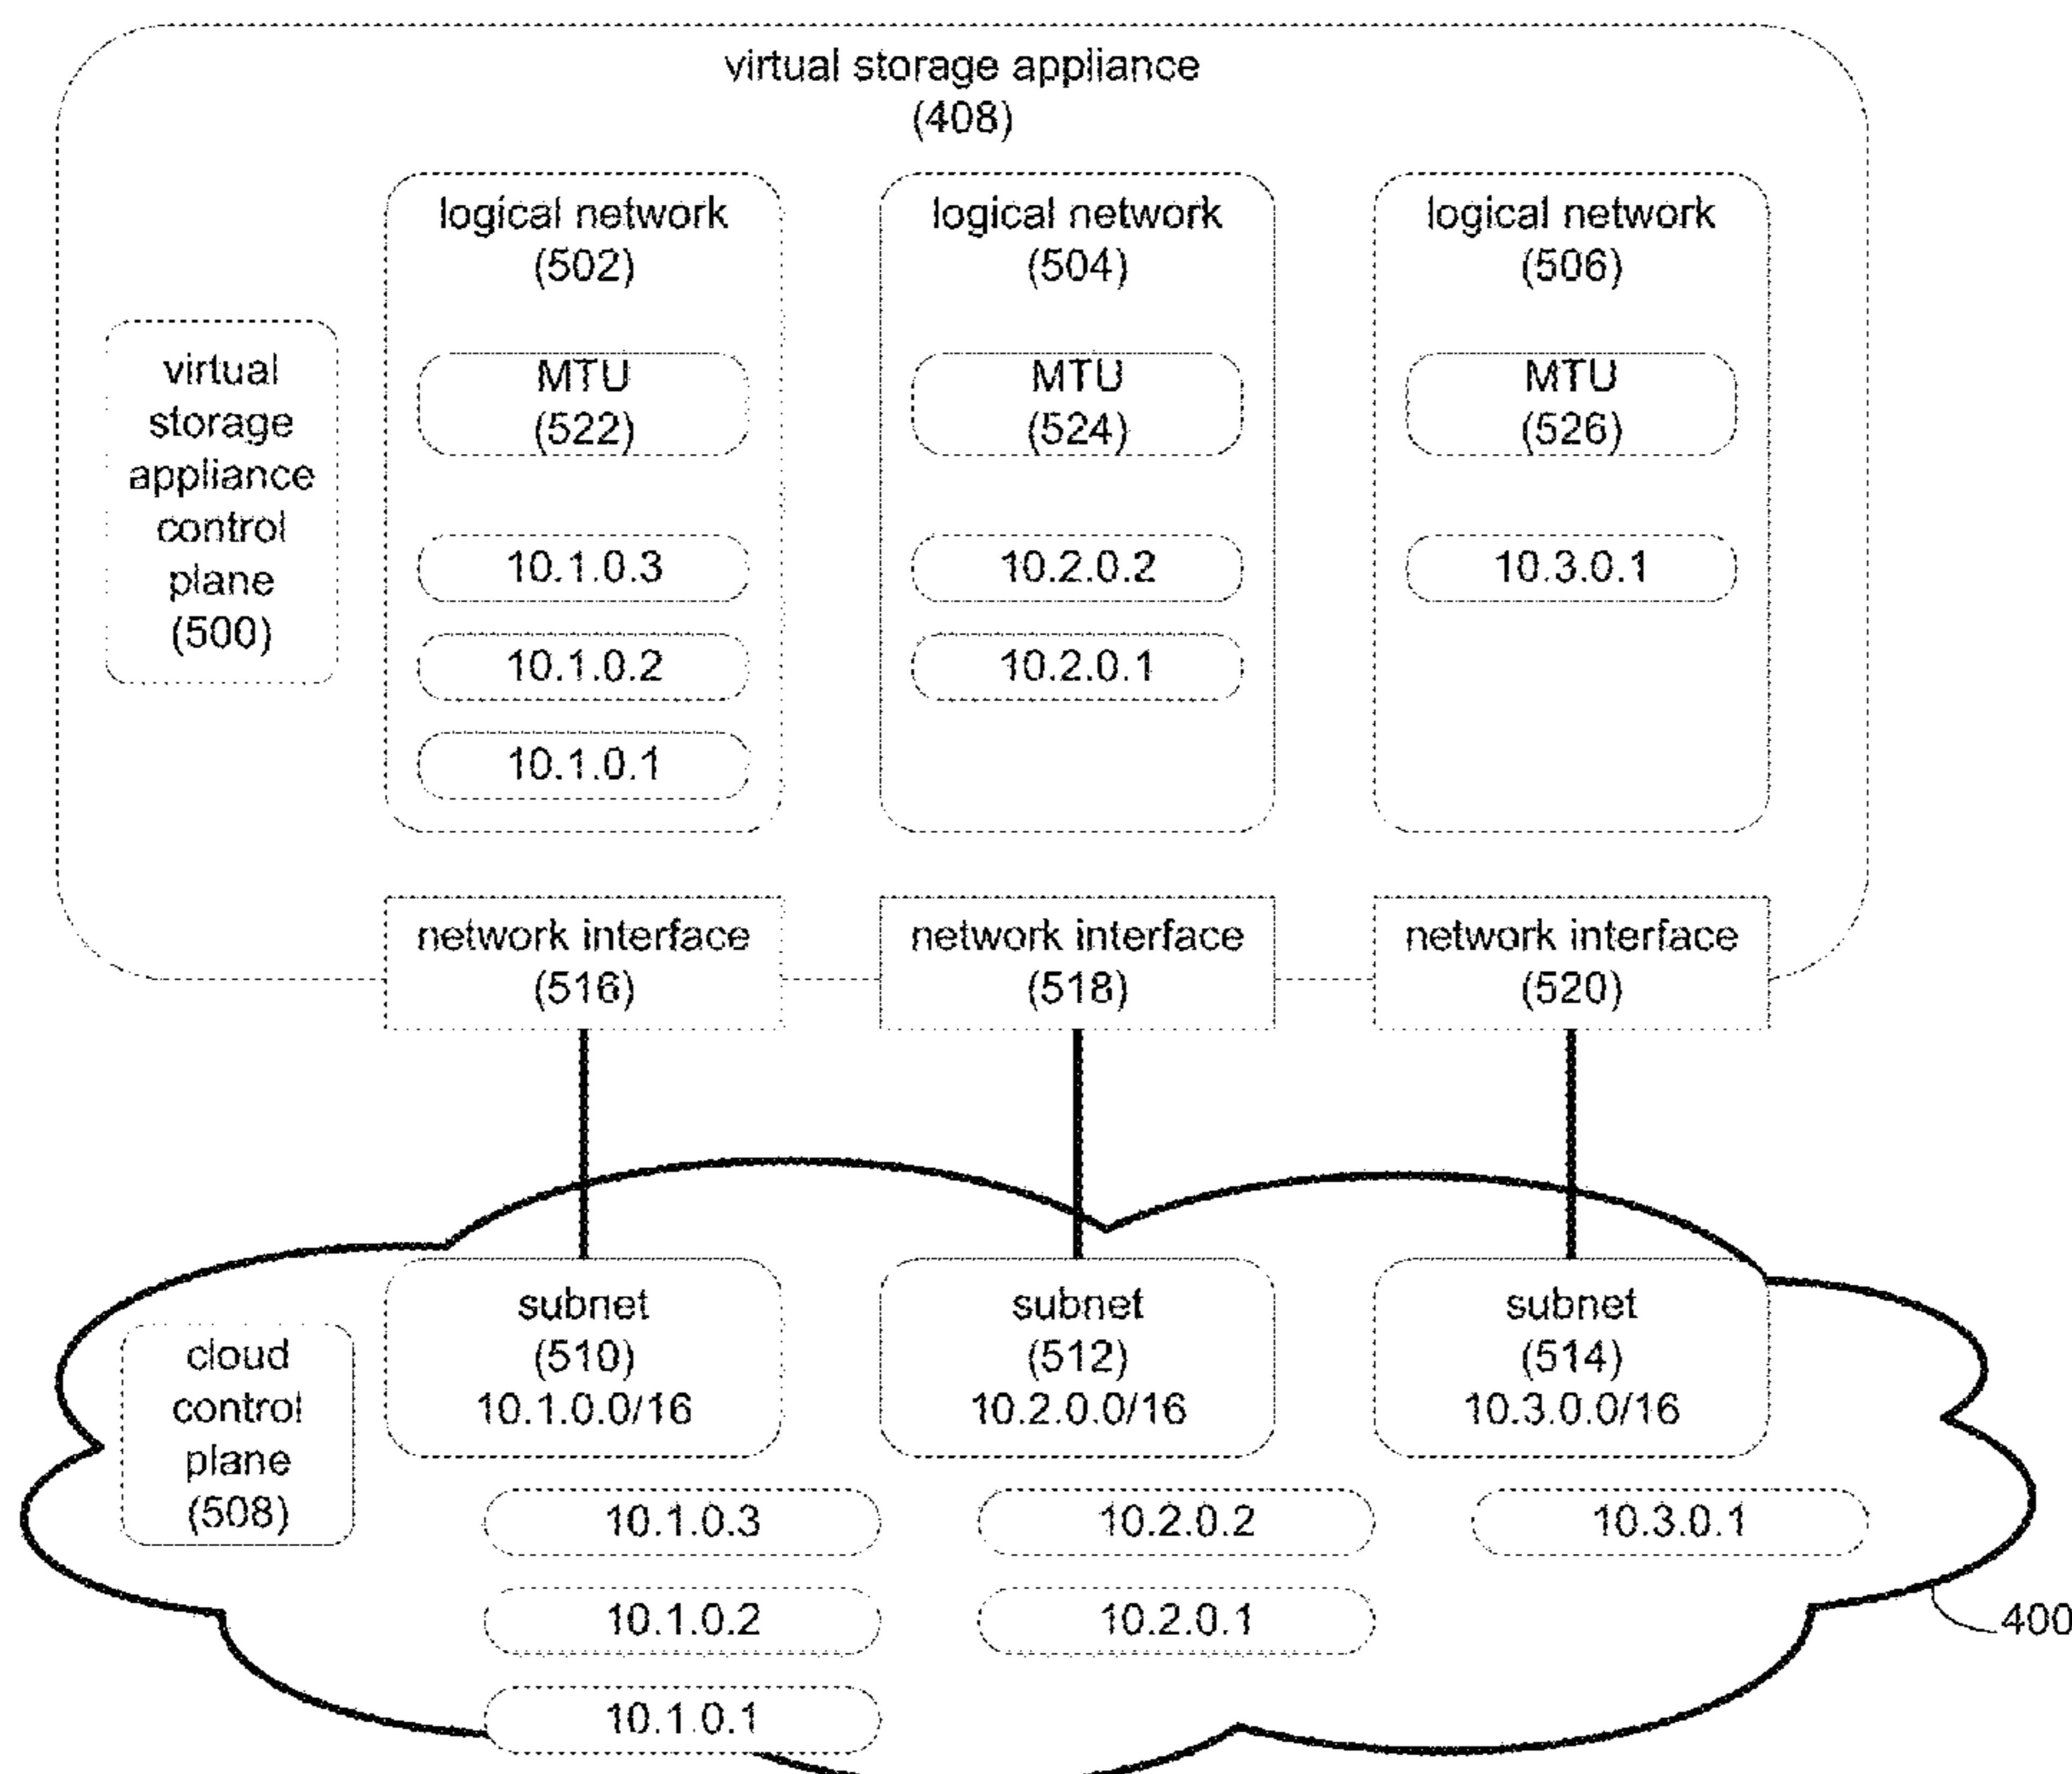 virtual storage appliance
(408)
virtual
storage
appliance
control
plane
(500)
logical network
(502)
MTU
(522)
10.1.0.3
10.1.0.2
10.1.0.1
logical network
(504)
MTU
(524)
10.2.0.2
10.2.0.1
logical network
(506)
MTU
(526)
10.3.0.1
network interface
(516)
network interface
(518)
network interface
(520)
cloud
control
plane
(508)
subnet
(510)
10.1.0.0/16
10.1.0.3
10.1.0.2
10.1.0.1
subnet
(512)
10.2.0.0/16
10.2.0.2
10.2.0.1
subnet
(514)
10.3.0.0/16
10.3.0.1
400